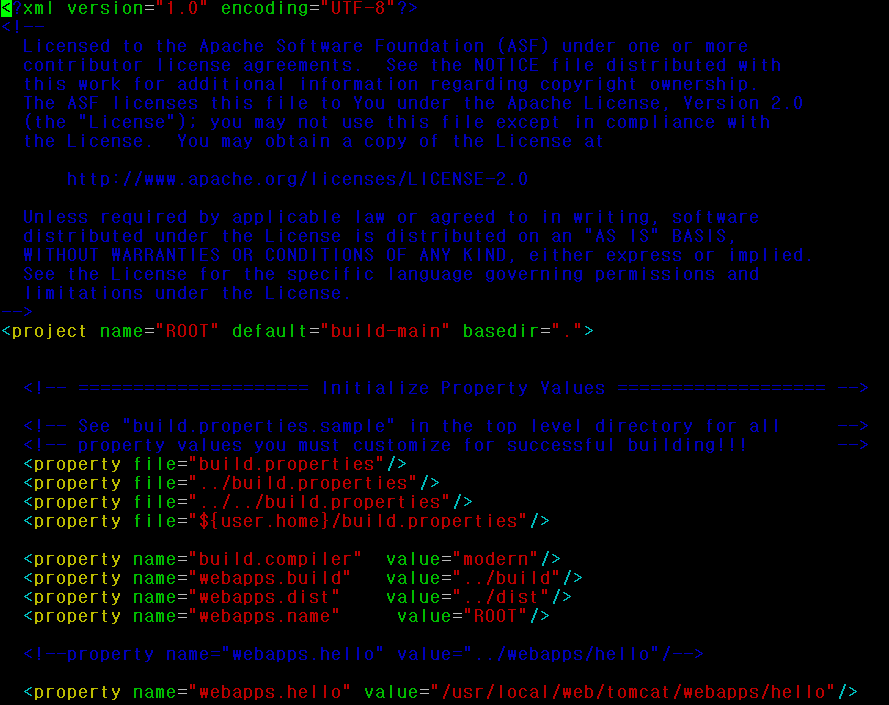 <?xml version="1.0" encoding="UTF-8"?>
<!--
Licensed to the Apache Software Foundation (ASF) under one or more
contributor license agreements.  See the NOTICE file distributed with
this work for additional information regarding copyright ownership.
The ASF licenses this file to You under the Apache License, Version 2.0
(the "License"); you may not use this file except in compliance with
the License.  You may obtain a copy of the License at
http://www.apache.org/licenses/LICENSE-2.0
Unless required by applicable law or agreed to in writing, software
distributed under the License is distributed on an "AS IS" BASIS,
WITHOUT WARRANTIES OR CONDITIONS OF ANY KIND, either express or implied.
See the License for the specific language governing permissions and
limitations under the License.
-->
<project name="ROOT" default="build-main" basedir=".">
<!-- ===================== Initialize Property Values =================== -->
<!-- See "build.properties.sample" in the top level directory for all     -->
<!-- property values you must customize for successful building!!!        -->
<property file="build.properties"/>
<property file="../build.properties"/>
<property file="../../build.properties"/>
<property file="${user.home}/build.properties"/>
<property name="build.compiler"  value="modern"/>
<property name="webapps.build"   value="../build"/>
<property name="webapps.dist"    value="../dist"/>
<property name="webapps.name"     value="ROOT"/>
<!--property name="webapps.hello" value="../webapps/hello"/-->
<property name="webapps.hello" value="/usr/local/web/tomcat/webapps/hello"/>